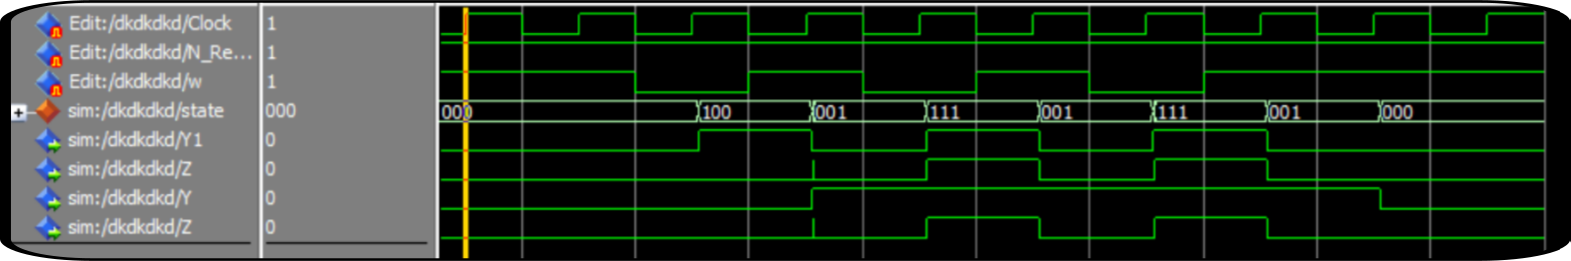 Edit:/dkdkdkd/Clock 1
Edit:/dkdkdkd/N_Re... 1
Edit:/dkdkdkd/w 1
sim:/dkdkdkd/state 000 000 100 001 111 001 111 001 000
sim:/dkdkdkd/Y1 0
sim:/dkdkdkd/Z 0
sim:/dkdkdkd/Y 0
sim:/dkdkdkd/Z 0